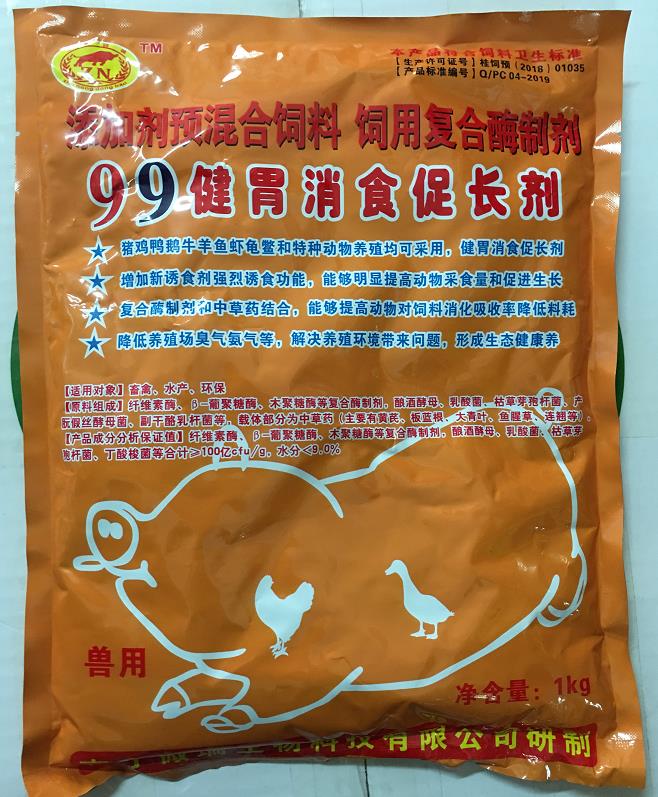 ZN
TM
本产品符合饲料卫生标准
【生产许可证号】桂饲预（2018）01035
【产品标准编号】Q/PC 04-2019
添加剂预混合饲料 饲用复合酶制剂
99健胃消食促长剂
猪鸡鸭鹅牛羊鱼虾龟鳖和特种动物养殖均可采用，健胃消食促长剂
增加新诱食剂强烈诱食功能，能够明显提高动物采食量和促进生长
复合酶制剂和中草药结合，能够提高动物对饲料消化吸收率降低料耗
降低养殖场臭气氨气等，解决养殖环境带来问题，形成生态健康养
【适用对象】畜禽、水产、环保
【原料组成】纤维素酶、β-葡聚糖酶、木聚糖酶等复合酶制剂，酿酒酵母、乳酸菌、枯草芽孢杆菌、产
朊假丝酵母菌、副干酪乳杆菌等，载体部分为中草药（主要有黄芪、板蓝根、大青叶、鱼腥草、连翘等）.
【产品成分分析保证值】纤维素酶、β-葡聚糖酶、木聚糖酶等复合酶制剂，酿酒酵母、乳酸菌、枯草芽
孢杆菌、丁酸梭菌等合计≥100亿cfu/g，水分<9.0%
兽用
净含量：1kg
生物科技有限公司研制